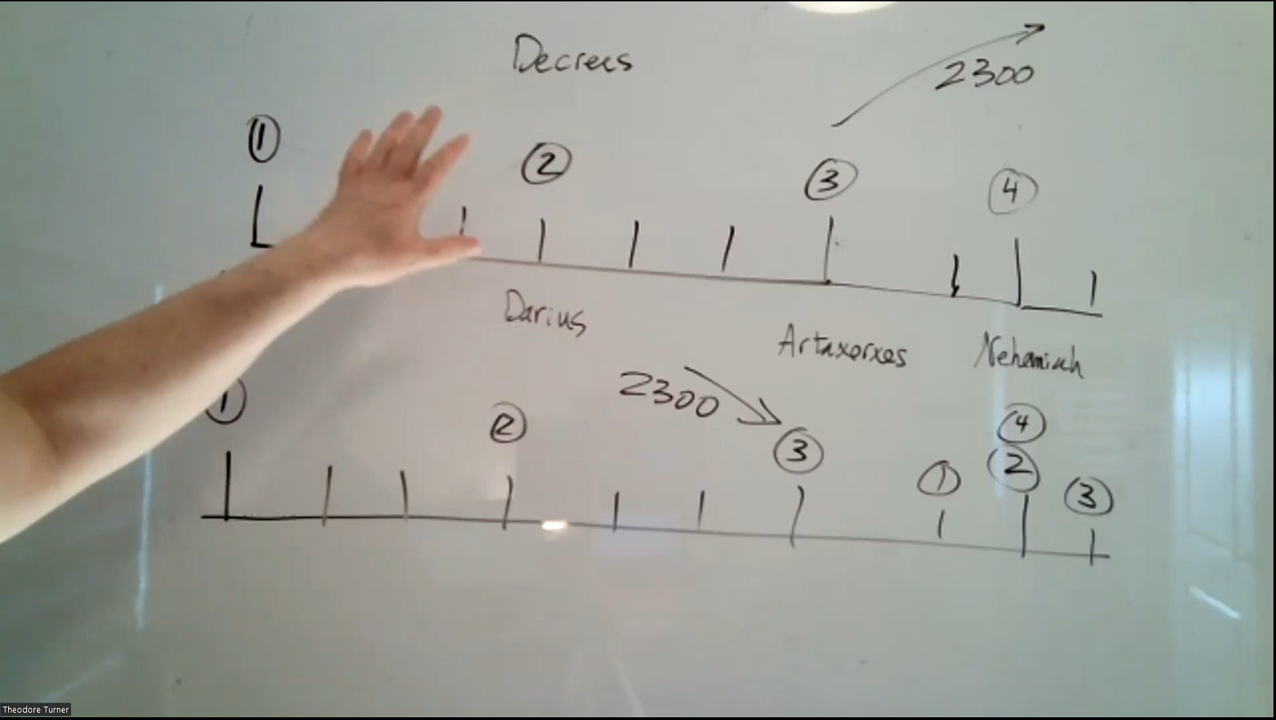 Decrees
2300
① ② ③ ④
Darius Artaxerxes Nehemiah
2300
① ② ③ ① ④ ② ③
Theodore Turner